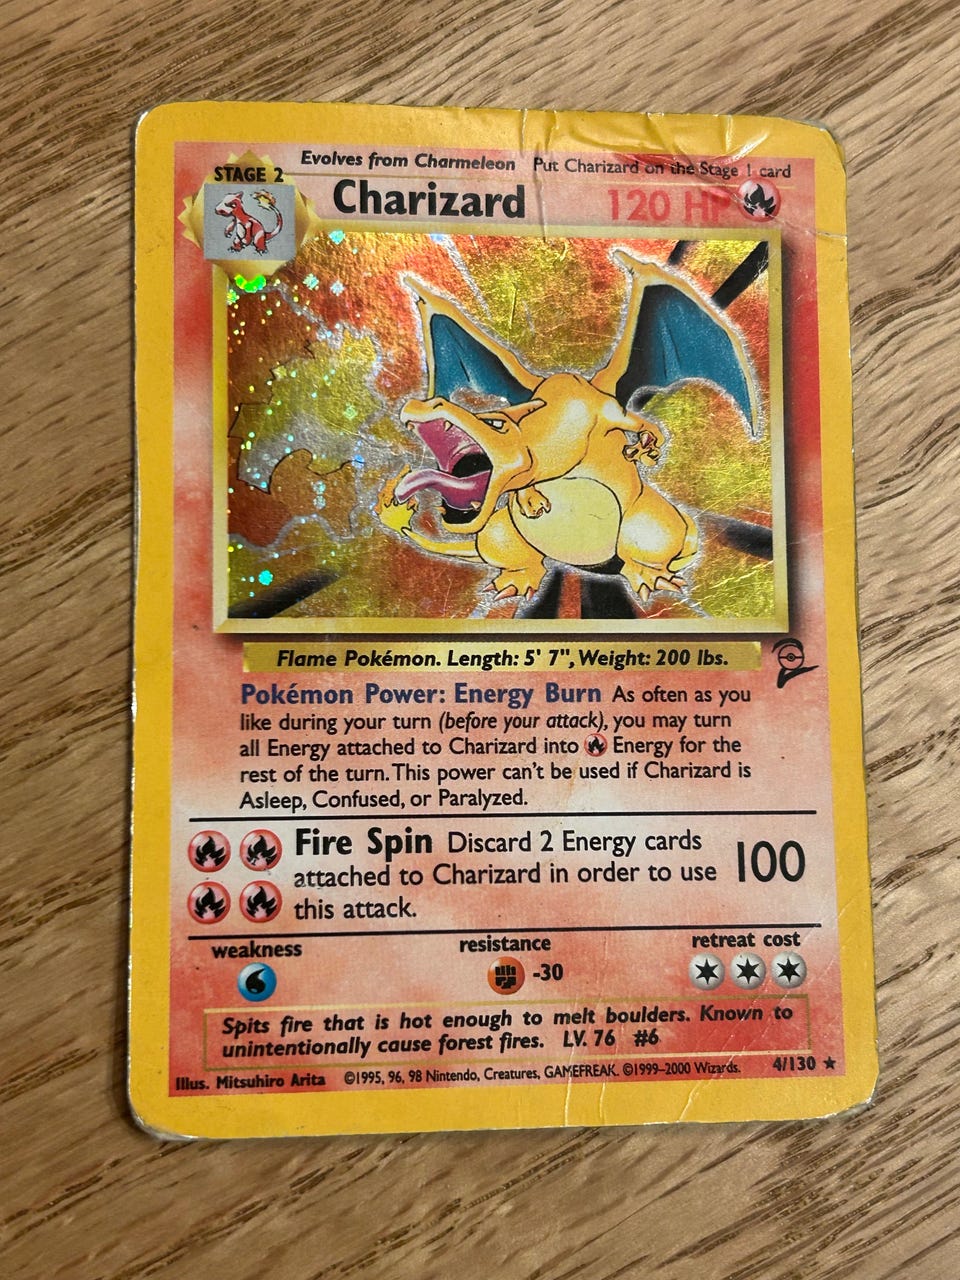 Evolves from Charmeleon Put Charizard on the Stage 1 card
STAGE 2
Charizard 120 HP
Flame Pokémon. Length: 5' 7", Weight: 200 lbs.
Pokémon Power: Energy Burn As often as you
like during your turn (before your attack), you may turn
all Energy attached to Charizard into Energy for the
rest of the turn. This power can't be used if Charizard is
Asleep, Confused, or Paralyzed.
Fire Spin Discard 2 Energy cards
attached to Charizard in order to use 100
this attack.
weakness resistance retreat cost
-30
Spits fire that is hot enough to melt boulders. Known to
unintentionally cause forest fires. LV. 76 #6
Illus. Mitsuhiro Arita ©1995, 96, 98 Nintendo, Creatures, GAMEFREAK. ©1999–2000 Wizards. 4/130 ★